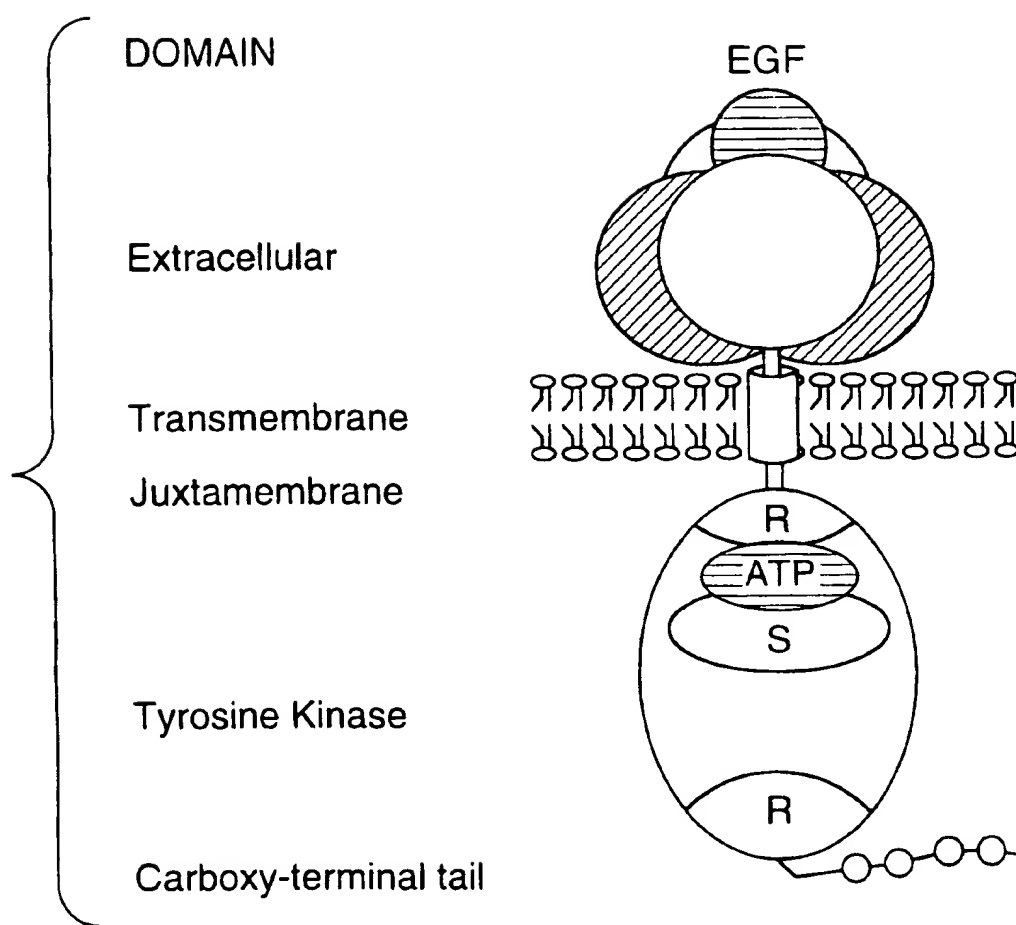 DOMAIN
EGF
Extracellular
Transmembrane
Juxtamembrane
R
ATP
S
Tyrosine Kinase
R
Carboxy-terminal tail